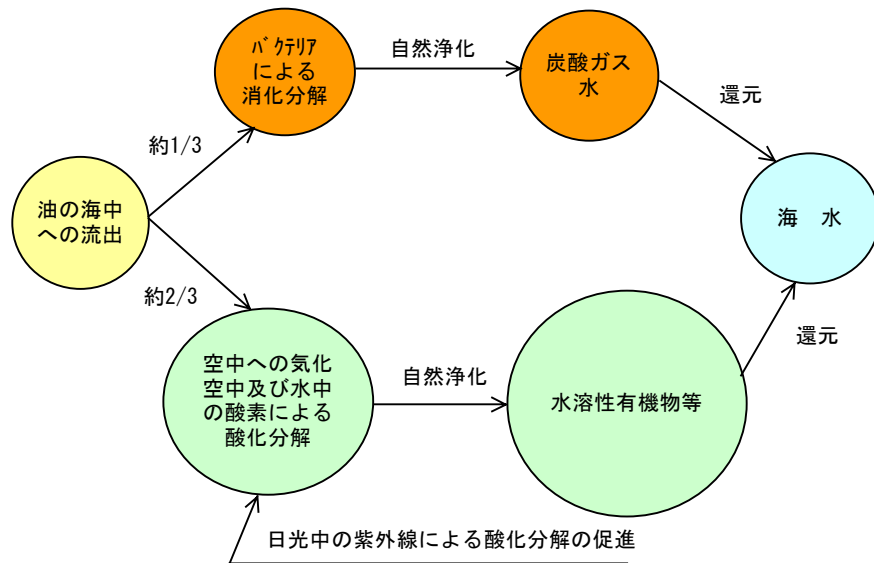 バクテリア
による
消化分解
自然浄化
炭酸ガス
水
還元
約1/3
油の海中
への流出
海　水
約2/3
空中への気化
空中及び水中
の酸素による
酸化分解
自然浄化
水溶性有機物等
還元
日光中の紫外線による酸化分解の促進